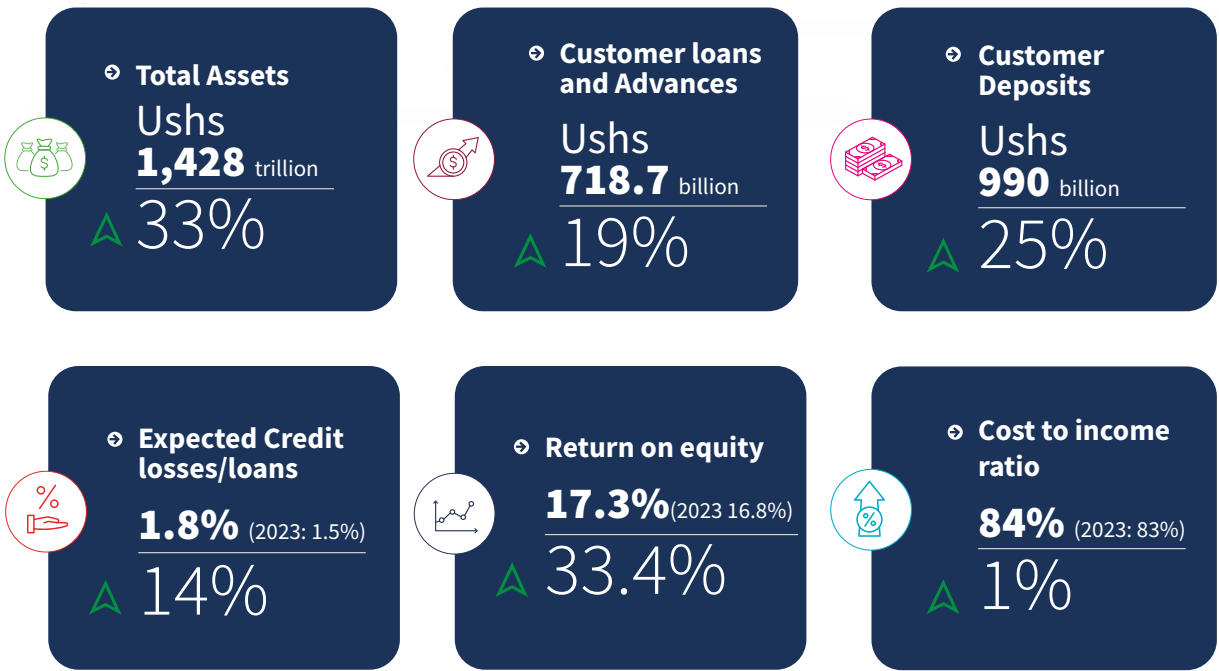 Total Assets
Ushs
1,428 trillion
33%
Customer loans
and Advances
Ushs
718.7 billion
19%
Customer
Deposits
Ushs
990 billion
25%
Expected Credit
losses/loans
1.8% (2023: 1.5%)
14%
Return on equity
17.3%(2023 16.8%)
33.4%
Cost to income
ratio
84% (2023: 83%)
1%